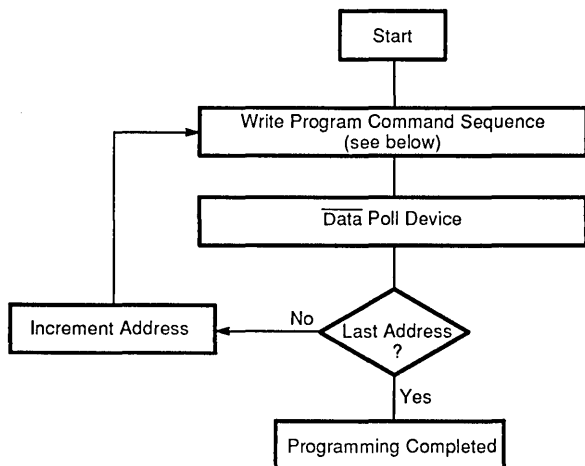 Start
Write Program Command Sequence
(see below)
Data Poll Device
Increment Address
No
Last Address
?
Yes
Programming Completed